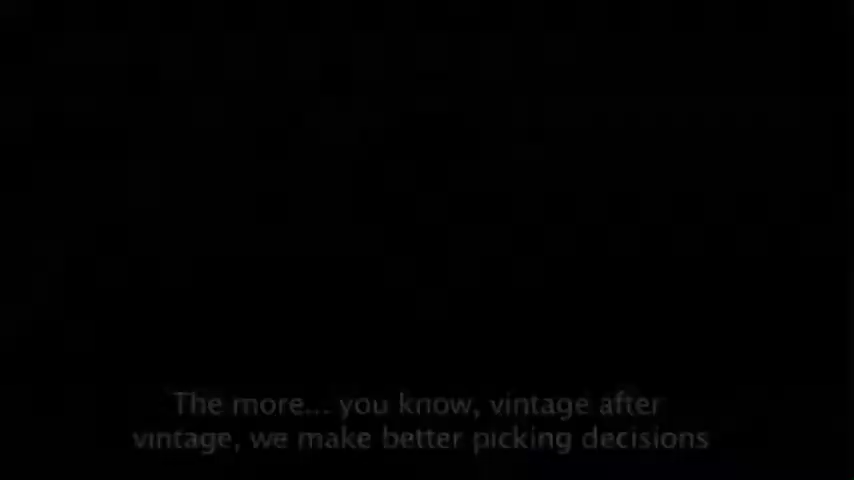 The more... you know, vintage after
vintage, we make better picking decisions